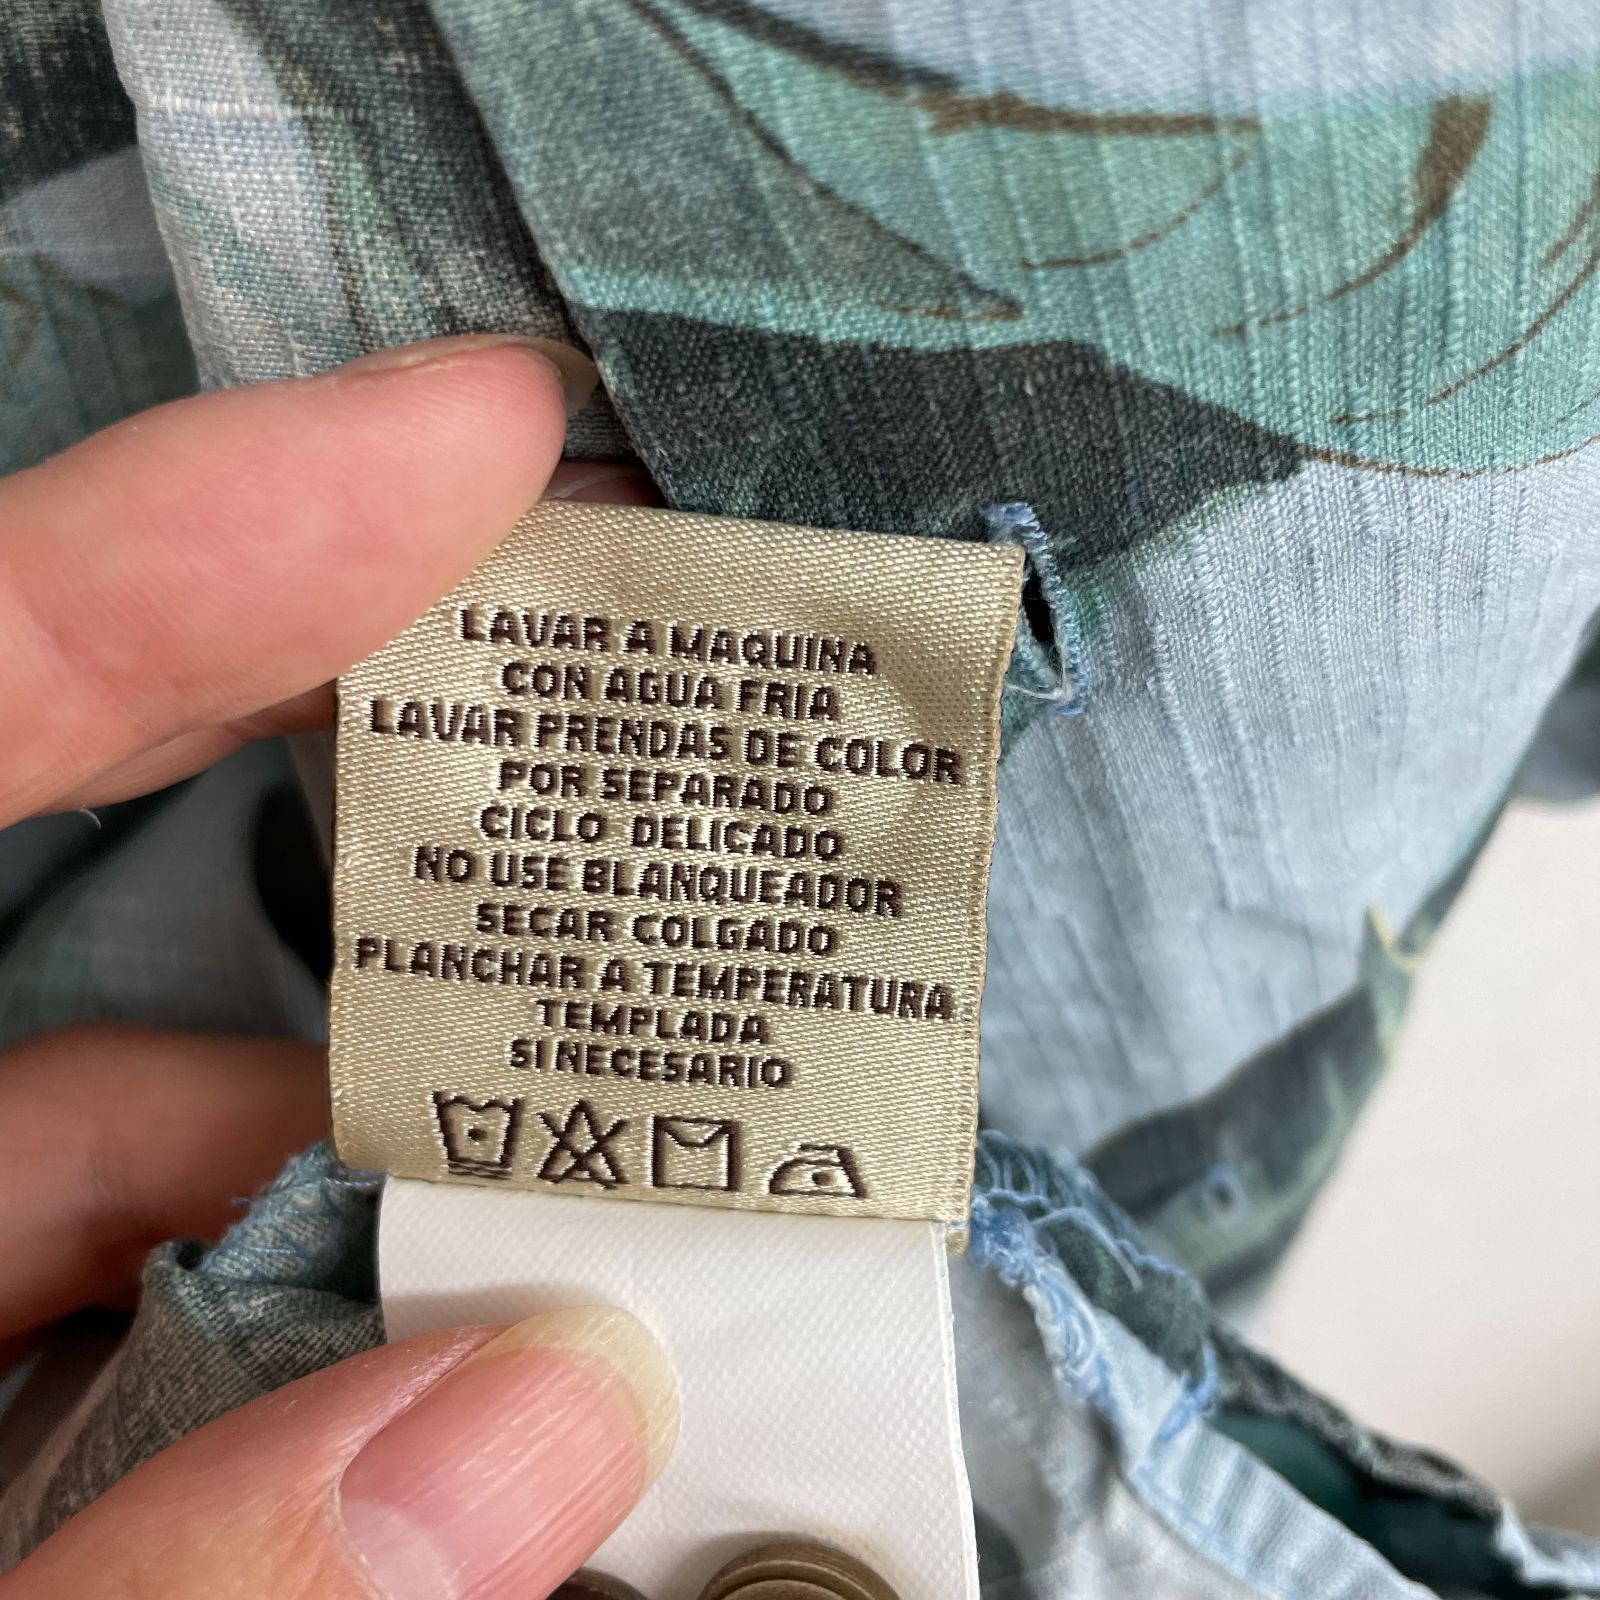 LAVAR A MAQUINA
CON AGUA FRIA
LAVAR PRENDAS DE COLOR
POR SEPARADO
CICLO DELICADO
NO USE BLANQUEADOR
SECAR COLGADO
PLANCHAR A TEMPERATURA
TEMPLADA
SI NECESARIO